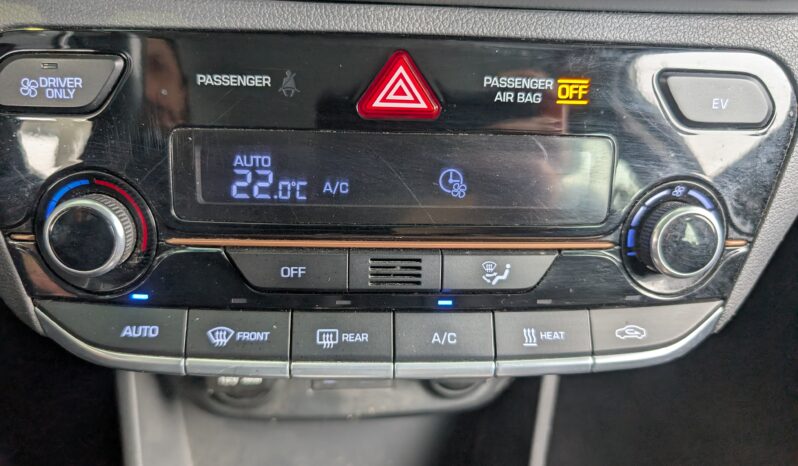 DRIVER
ONLY
PASSENGER
PASSENGER
AIR BAG OFF
EV
AUTO
22.0°C A/C
OFF
AUTO
FRONT
REAR
A/C
HEAT